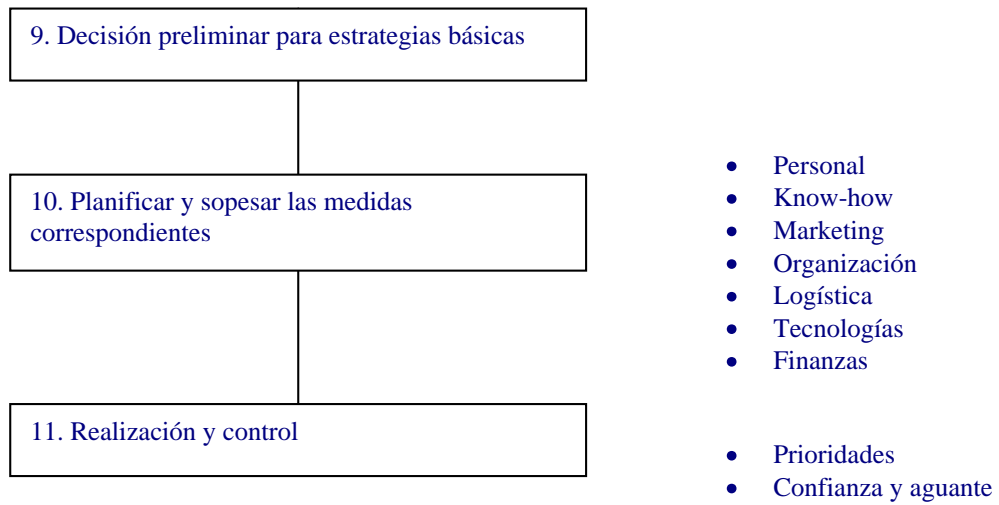 9. Decisión preliminar para estrategias básicas
10. Planificar y sopesar las medidas
correspondientes
• Personal
• Know-how
• Marketing
• Organización
• Logística
• Tecnologías
• Finanzas
11. Realización y control
• Prioridades
• Confianza y aguante